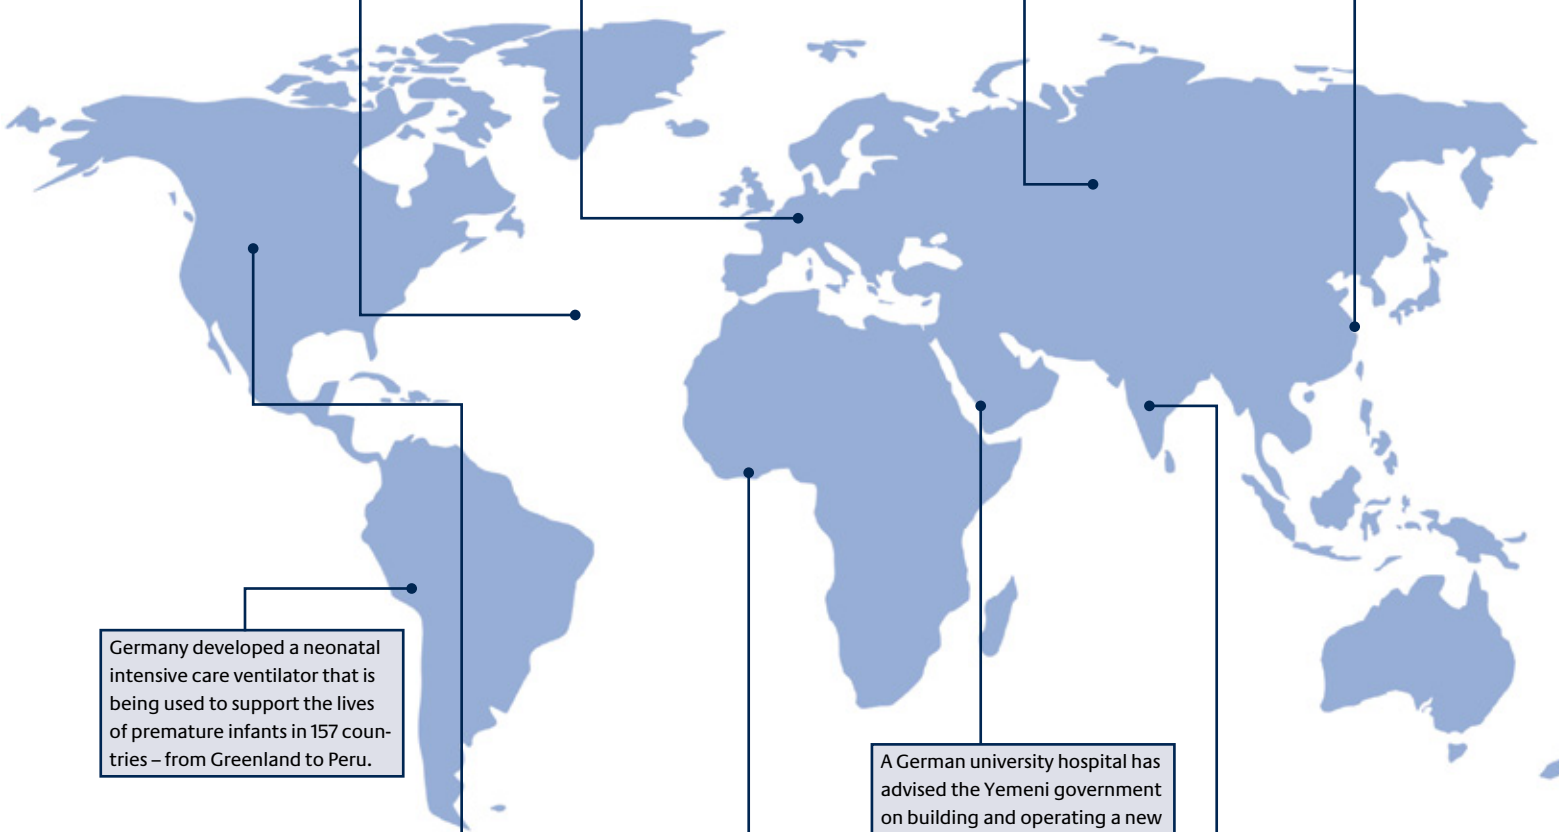 Germany developed a neonatal
intensive care ventilator that is
being used to support the lives
of premature infants in 157 coun-
tries – from Greenland to Peru.
A German university hospital has
advised the Yemeni government
on building and operating a new